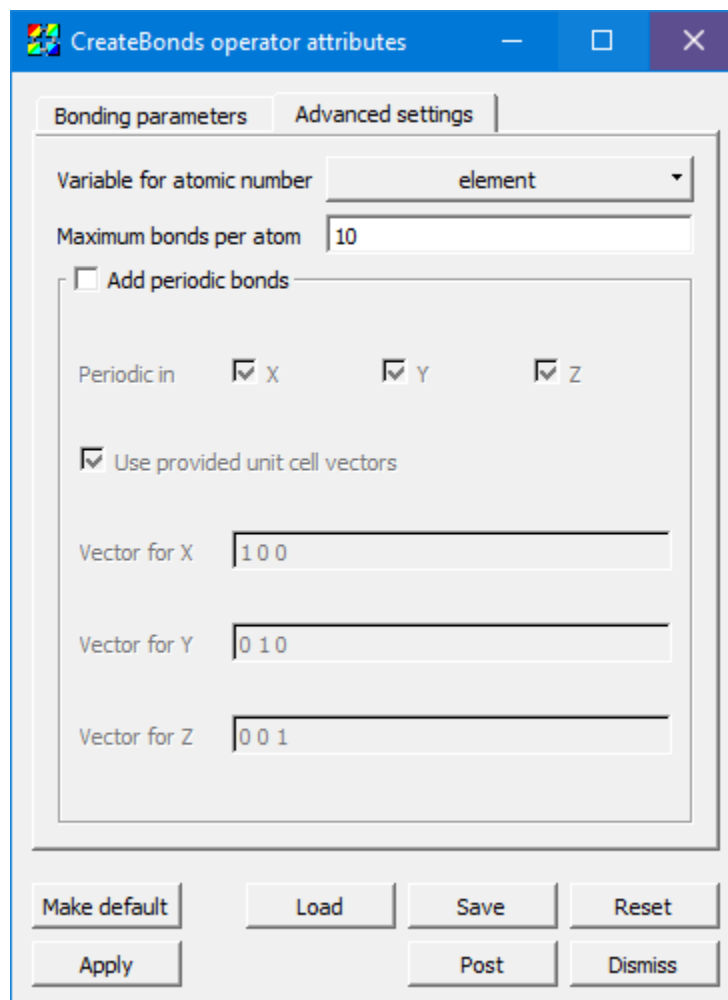 CreateBonds operator attributes
Bonding parameters Advanced settings
Variable for atomic number element
Maximum bonds per atom 10
Add periodic bonds
Periodic in X Y Z
Use provided unit cell vectors
Vector for X 1 0 0
Vector for Y 0 1 0
Vector for Z 0 0 1
Make default Load Save Reset
Apply Post Dismiss